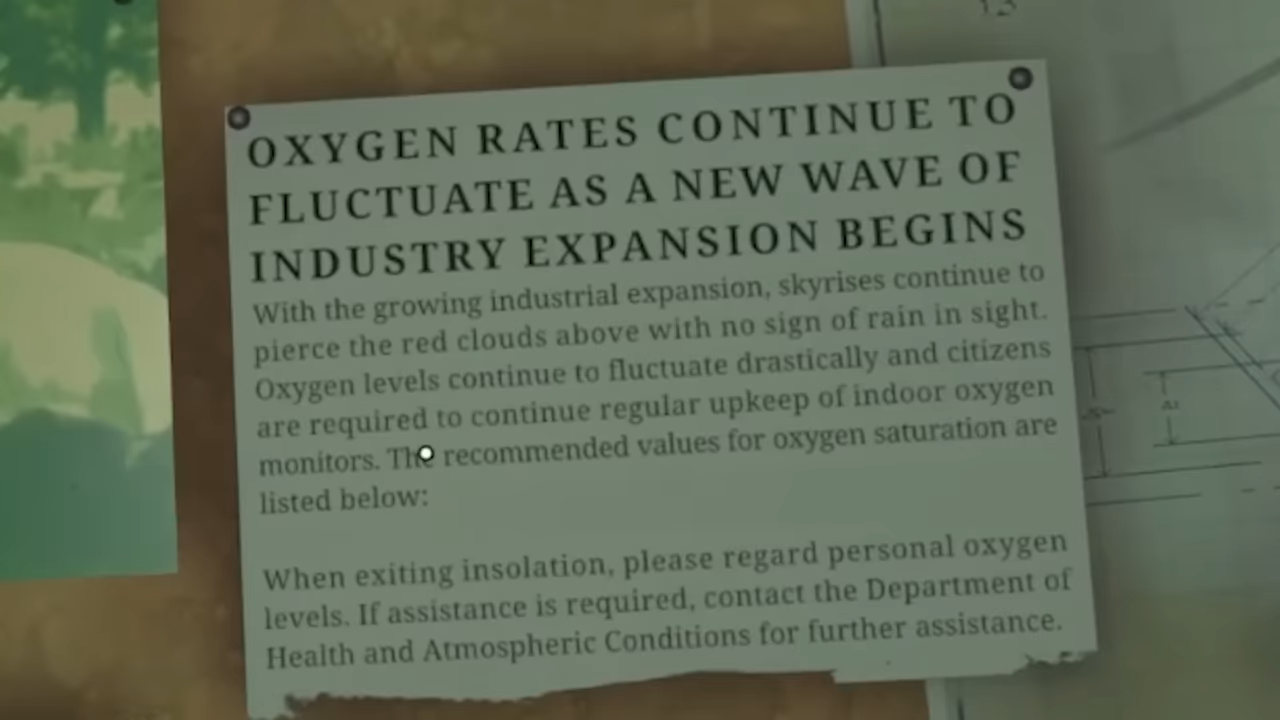 OXYGEN RATES CONTINUE TO
FLUCTUATE AS A NEW WAVE OF
INDUSTRY EXPANSION BEGINS
With the growing industrial expansion, skyrises continue to
pierce the red clouds above with no sign of rain in sight.
Oxygen levels continue to fluctuate drastically and citizens
are required to continue regular upkeep of indoor oxygen
monitors. The recommended values for oxygen saturation are
listed below:
When exiting insolation, please regard personal oxygen
levels. If assistance is required, contact the Department of
Health and Atmospheric Conditions for further assistance.